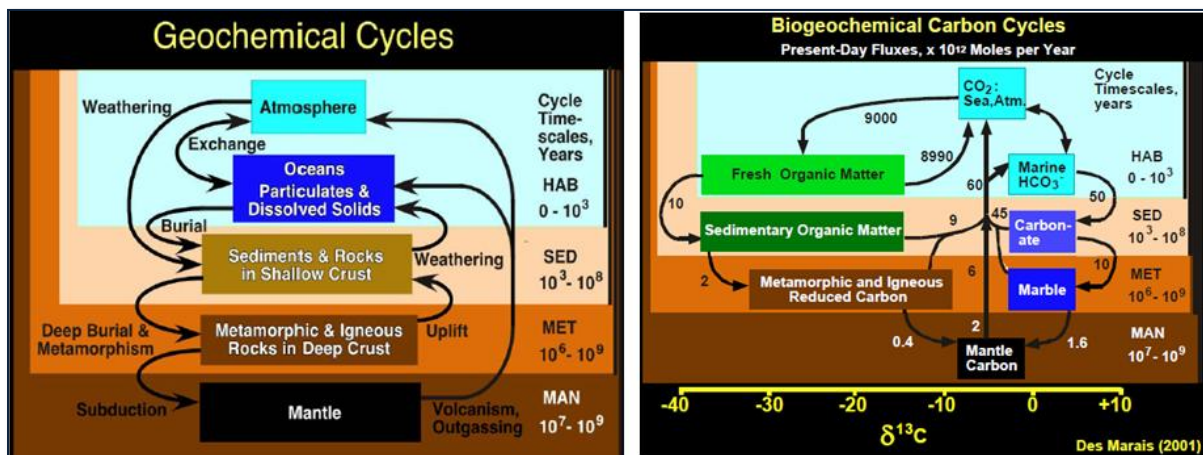 Geochemical Cycles
Weathering
Atmosphere
Exchange
Oceans
Particulates &
Dissolved Solids
Burial
Sediments & Rocks
in Shallow Crust
Weathering
Deep Burial &
Metamorphism
Metamorphic & Igneous
Rocks in Deep Crust
Uplift
Subduction
Mantle
Volcanism,
Outgassing
Cycle
Time-
scales,
Years
HAB
0 - 10³
SED
10³- 10⁸
MET
10⁶- 10⁹
MAN
10⁷- 10⁹
Biogeochemical Carbon Cycles
Present-Day Fluxes, x 10¹² Moles per Year
CO₂:
Sea,Atm.
Cycle
Timescales,
years
9000
8990
Fresh Organic Matter
60
Marine
HCO₃⁻
HAB
0 - 10³
10
50
Sedimentary Organic Matter
9
45
Carbon-
ate
SED
10³- 10⁸
2
Metamorphic and Igneous
Reduced Carbon
6
10
Marble
MET
10⁶- 10⁹
0.4
2
1.6
Mantle
Carbon
MAN
10⁷- 10⁹
-40 -30 -20 -10 0 +10
δ¹³C
Des Marais (2001)